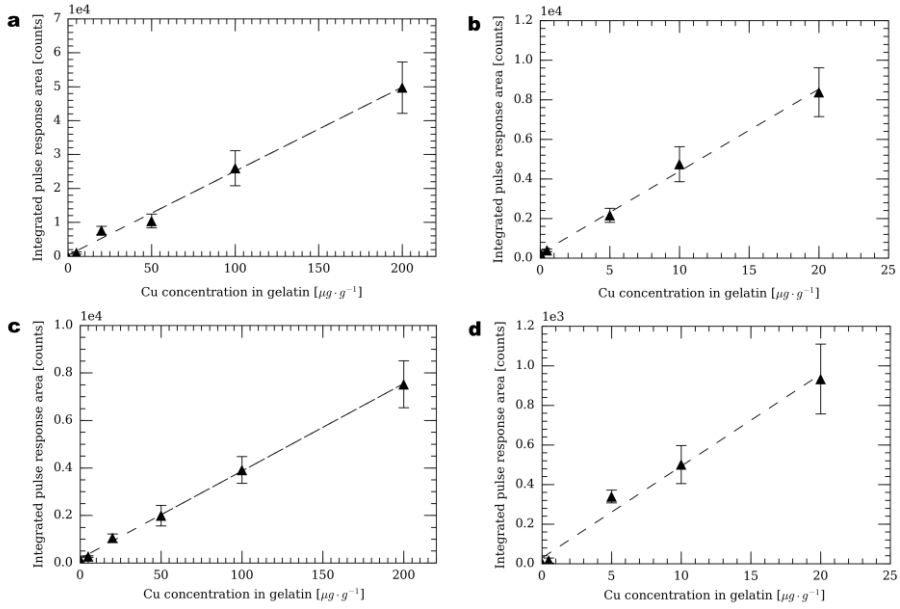 a
1e4
Integrated pulse response area [counts]
7
6
5
4
3
2
1
0
0 50 100 150 200
Cu concentration in gelatin [μg·g⁻¹]
b
1e4
Integrated pulse response area [counts]
1.2
1.0
0.8
0.6
0.4
0.2
0.0
0 5 10 15 20 25
Cu concentration in gelatin [μg·g⁻¹]
c
1e4
Integrated pulse response area [counts]
1.0
0.8
0.6
0.4
0.2
0.0
0 50 100 150 200
Cu concentration in gelatin [μg·g⁻¹]
d
1e3
Integrated pulse response area [counts]
1.2
1.0
0.8
0.6
0.4
0.2
0.0
0 5 10 15 20 25
Cu concentration in gelatin [μg·g⁻¹]